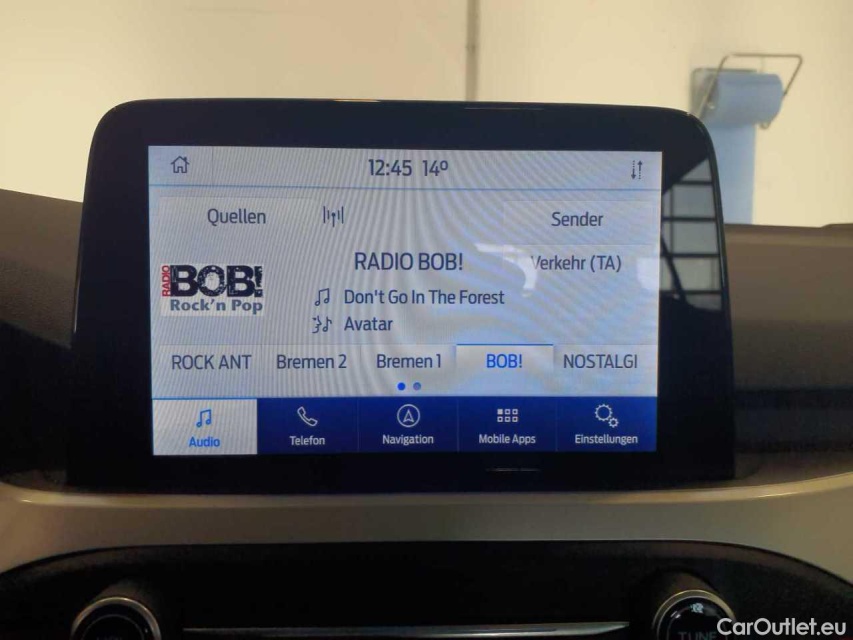 12:45 14°
Quellen
Sender
RADIO BOB!
Verkehr (TA)
RADIO BOB!
Rock'n Pop
Don't Go In The Forest
Avatar
ROCK ANT
Bremen 2
Bremen 1
BOB!
NOSTALGI
Audio
Telefon
Navigation
Mobile Apps
Einstellungen
CarOutlet.eu